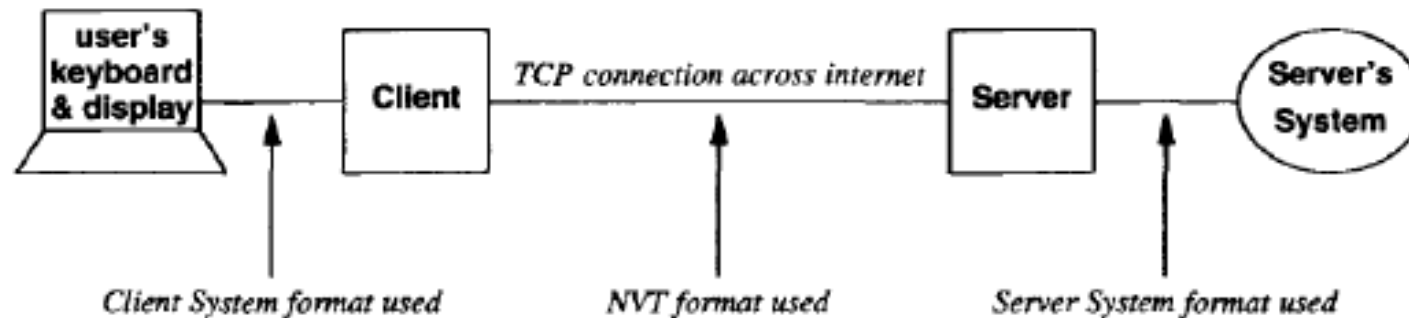 user's
keyboard
& display
Client
TCP connection across internet
Server
Server's
System
Client System format used
NVT format used
Server System format used